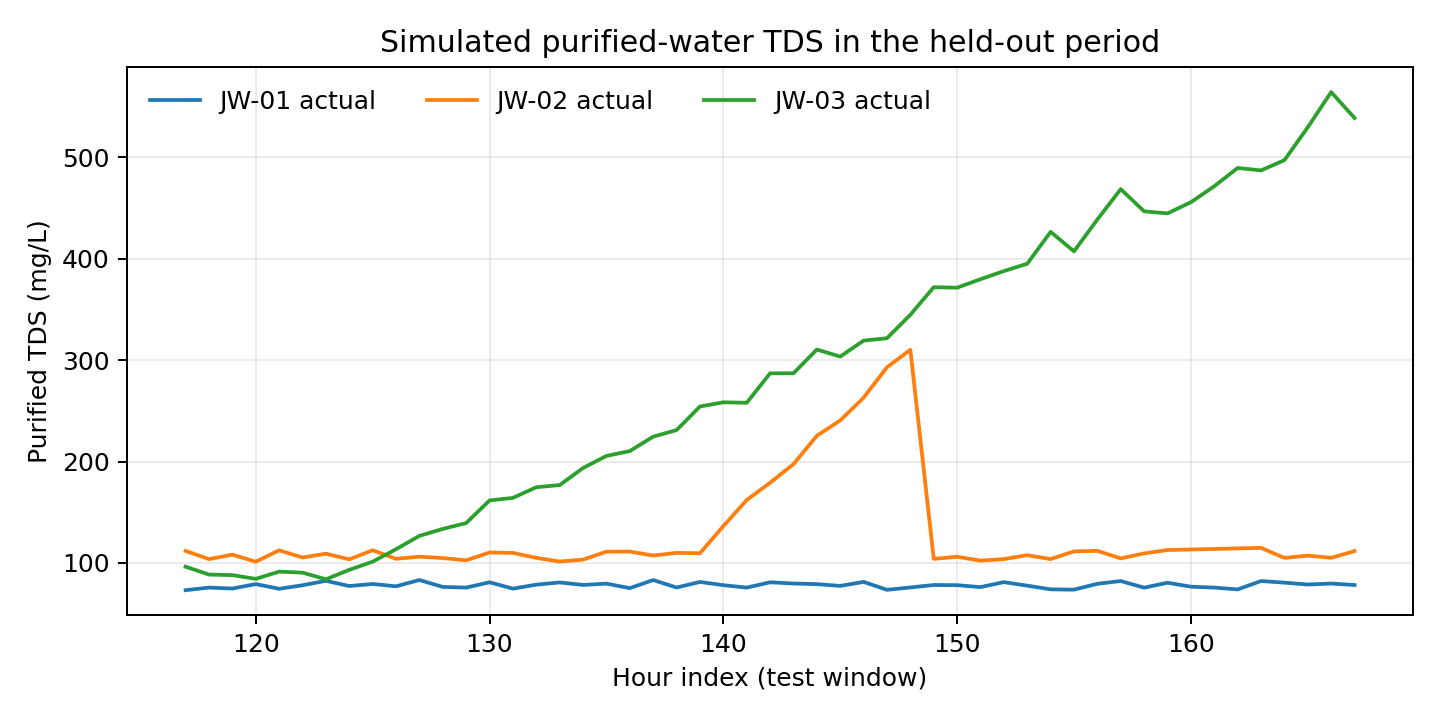 Simulated purified-water TDS in the held-out period
JW-01 actual JW-02 actual JW-03 actual
Purified TDS (mg/L)
500
400
300
200
100
120 130 140 150 160
Hour index (test window)